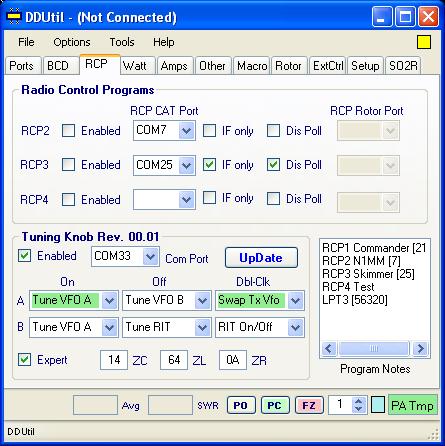 DDUtil - (Not Connected)
File Options Tools Help
Ports BCD RCP Watt Amps Other Macro Rotor ExtCtrl Setup SO2R
Radio Control Programs
RCP CAT Port RCP Rotor Port
RCP2 Enabled COM7 IF only Dis Poll
RCP3 Enabled COM25 IF only Dis Poll
RCP4 Enabled IF only Dis Poll
Tuning Knob Rev. 00.01
Enabled COM33 Com Port UpDate
On Off Dbl-Clk
A Tune VFO A Tune VFO B Swap Tx Vfo
B Tune VFO A Tune RIT RIT On/Off
Expert 14 ZC 64 ZL 0A ZR
RCP1 Commander [21
RCP2 N1MM [7]
RCP3 Skimmer [25]
RCP4 Test
LPT3 [56320]
Program Notes
Avg SWR PO PC FZ 1 PA Tmp
DDUtil